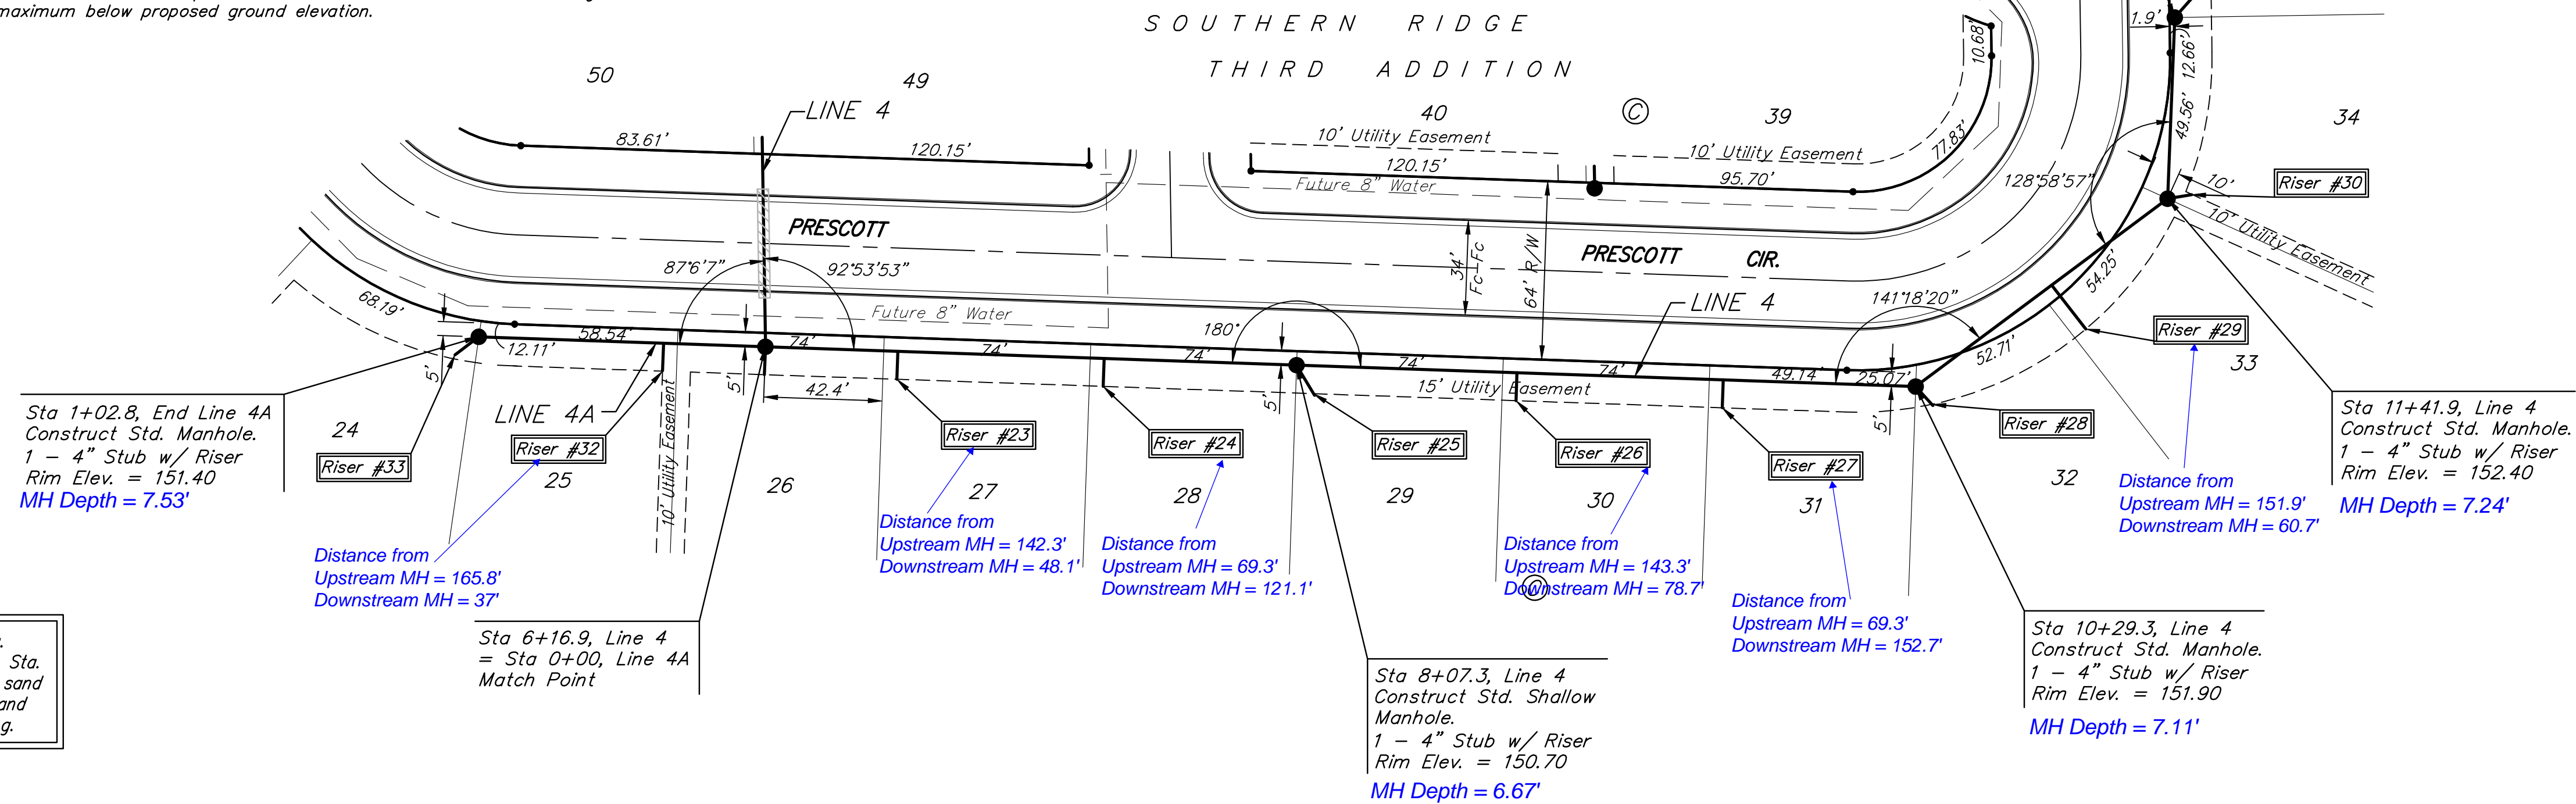 maximum below proposed ground elevation.
SOUTHERN RIDGE
THIRD ADDITION
50
49
40
39
34
©
LINE 4
83.61'
120.15'
10' Utility Easement
120.15'
10' Utility Easement
95.70'
77.83'
10.68'
1.9'
12.66'
49.56'
128°58'57"
Riser #30
10'
10' Utility Easement
Future 8" Water
PRESCOTT
PRESCOTT CIR.
34'
Fc-Fc
64' R/W
87°6'7"
92°53'53"
LINE 4
141°18'20"
54.25'
52.71'
Riser #29
33
68.19'
Future 8" Water
180°
12.11'
58.54'
74'
74'
74'
74'
74'
49.14'
25.07'
5'
5'
5'
5'
42.4'
15' Utility Easement
10' Utility Easement
LINE 4A
Sta 1+02.8, End Line 4A
Construct Std. Manhole.
1 - 4" Stub w/ Riser
Rim Elev. = 151.40
MH Depth = 7.53'
24
Riser #33
Riser #32
25
26
Riser #23
27
Riser #24
28
Riser #25
29
Riser #26
30
Riser #27
31
Riser #28
32
Distance from
Upstream MH = 165.8'
Downstream MH = 37'
Distance from
Upstream MH = 142.3'
Downstream MH = 48.1'
Distance from
Upstream MH = 69.3'
Downstream MH = 121.1'
Distance from
Upstream MH = 143.3'
Downstream MH = 78.7'
Distance from
Upstream MH = 69.3'
Downstream MH = 152.7'
Distance from
Upstream MH = 151.9'
Downstream MH = 60.7'
Sta 11+41.9, Line 4
Construct Std. Manhole.
1 - 4" Stub w/ Riser
Rim Elev. = 152.40
MH Depth = 7.24'
Sta 6+16.9, Line 4
= Sta 0+00, Line 4A
Match Point
Sta 8+07.3, Line 4
Construct Std. Shallow
Manhole.
1 - 4" Stub w/ Riser
Rim Elev. = 150.70
MH Depth = 6.67'
Sta 10+29.3, Line 4
Construct Std. Manhole.
1 - 4" Stub w/ Riser
Rim Elev. = 151.90
MH Depth = 7.11'
Sta.
sand